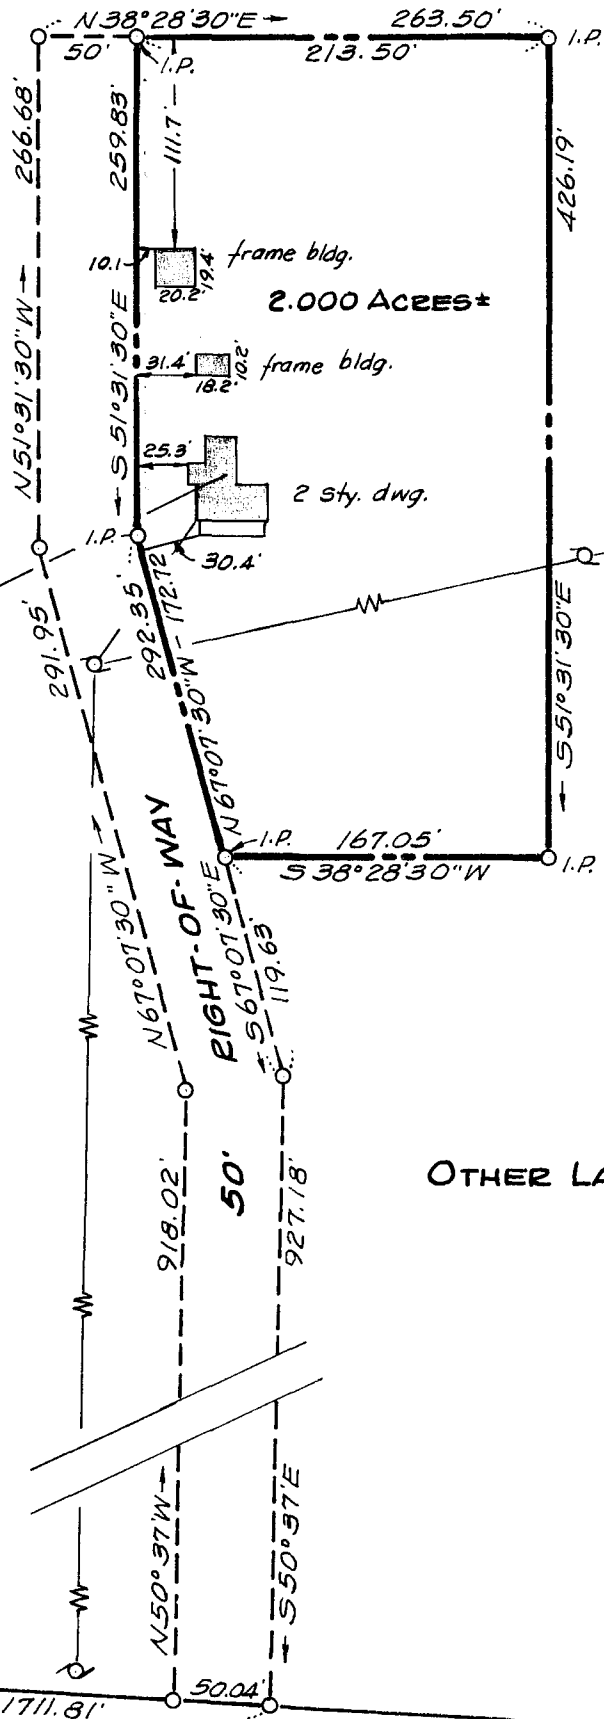 N 38°28'30"E →
263.50'
50'
213.50'
I.P.
I.P.
266.68'
259.83'
111.7'
426.19'
10.1
frame bldg.
20.2'
19.4'
2.000 ACRES±
N51°31'30"W →
← S 51°31'30"E
31.4'
18.2'
10.2'
frame bldg.
25.3'
2 sty. dwg.
I.P.
30.4'
291.95'
292.35'
N67°07'30"W - 172.72'
← S51°31'30"E
I.P.
167.05'
S 38°28'30"W
I.P.
N67°07'30"W →
RIGHT-OF-WAY
50'
← S67°07'30"E
119.63'
OTHER LA
918.02'
927.18'
N50°37'W →
← S50°37'E
1711.81'
50.04'